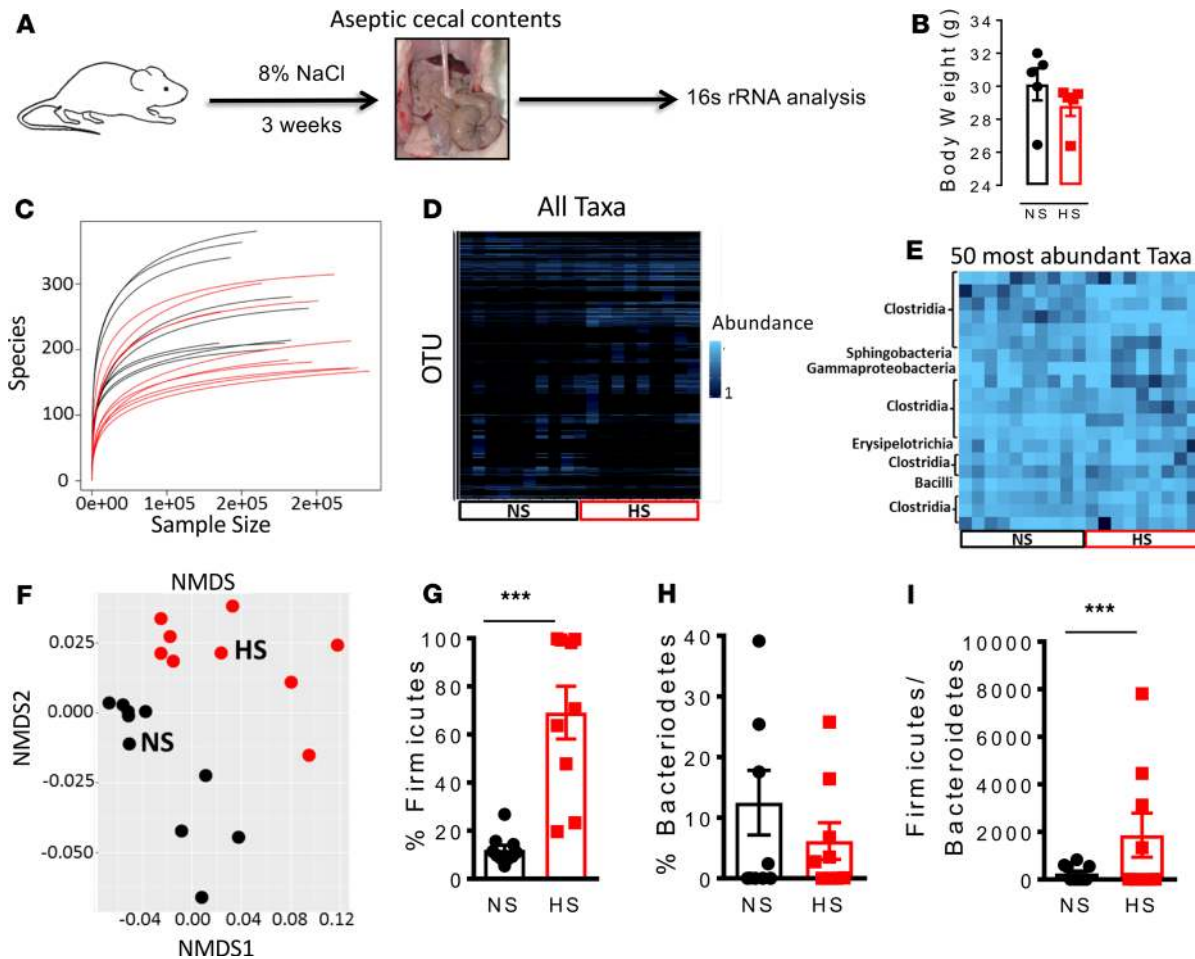 A
Aseptic cecal contents
8% NaCl
3 weeks
16s rRNA analysis
B
Body Weight (g)
32
30
28
26
24
NS HS
C
Species
300
200
100
0
0e+00 1e+05 2e+05 2e+05
Sample Size
D
All Taxa
OTU
Abundance
1
NS HS
E
50 most abundant Taxa
Clostridia
Sphingobacteria
Gammaproteobacteria
Clostridia
Erysipelotrichia
Clostridia
Bacilli
Clostridia
NS HS
F
NMDS
NMDS2
0.025
0.000
-0.025
-0.050
HS
NS
-0.04 0.00 0.04 0.08 0.12
NMDS1
G
***
% Firmicutes
100
80
60
40
20
0
NS HS
H
% Bacteriodetes
40
30
20
10
0
NS HS
I
***
Firmicutes/
Bacteroidetes
10000
8000
6000
4000
2000
0
NS HS